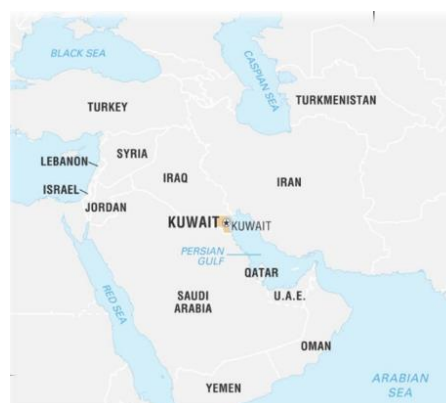 BLACK SEA
CASPIAN SEA
TURKMENISTAN
TURKEY
SYRIA
LEBANON
IRAQ
IRAN
ISRAEL
JORDAN
KUWAIT
KUWAIT
PERSIAN
GULF
QATAR
SAUDI
ARABIA
U.A.E.
RED SEA
OMAN
ARABIAN
SEA
YEMEN